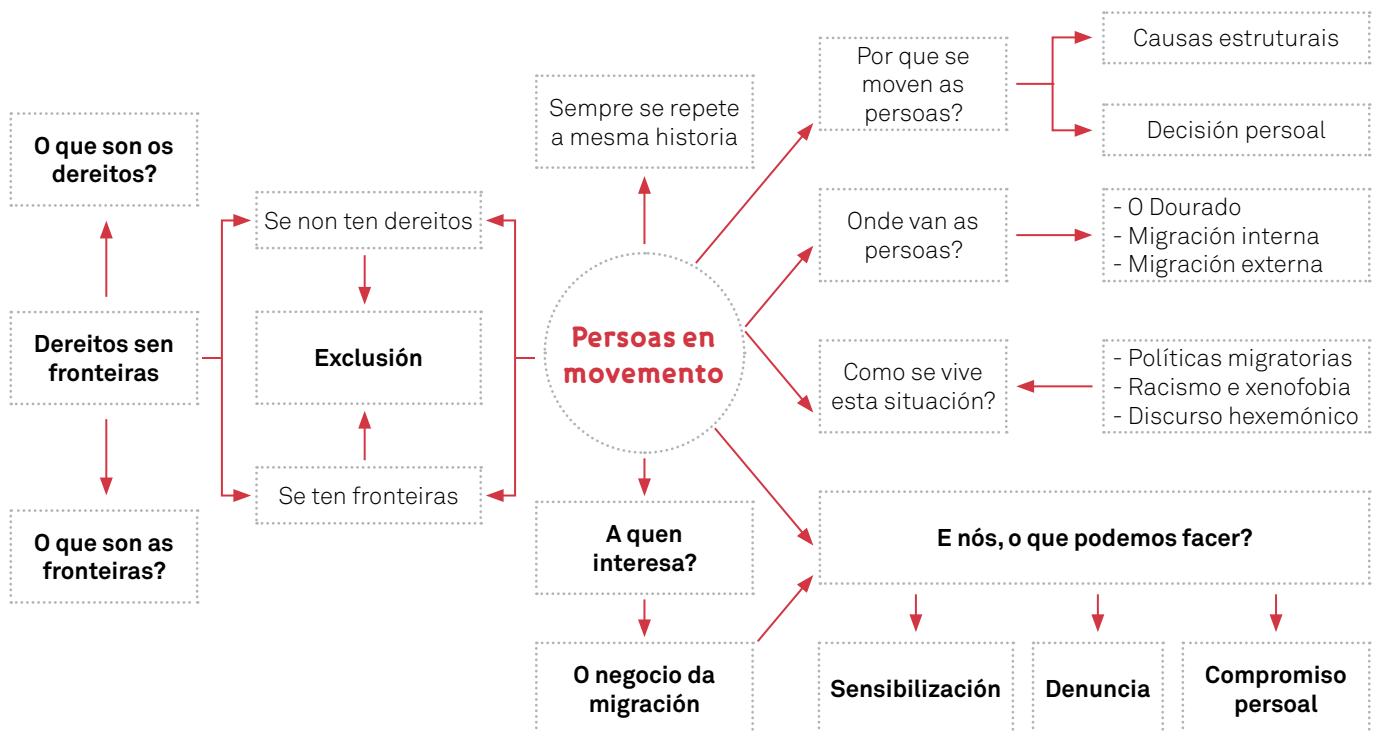 O que son os
dereitos?
Dereitos sen
fronteiras
O que son as
fronteiras?
Se non ten dereitos
Exclusión
Se ten fronteiras
Sempre se repete
a mesma historia
Persoas en
movemento
A quen
interesa?
O negocio da
migración
Por que se
moven as
persoas?
Causas estruturais
Decisión persoal
Onde van as
persoas?
- O Dourado
- Migración interna
- Migración externa
Como se vive
esta situación?
- Políticas migratorias
- Racismo e xenofobia
- Discurso hexemónico
E nós, o que podemos facer?
Sensibilización
Denuncia
Compromiso
persoal